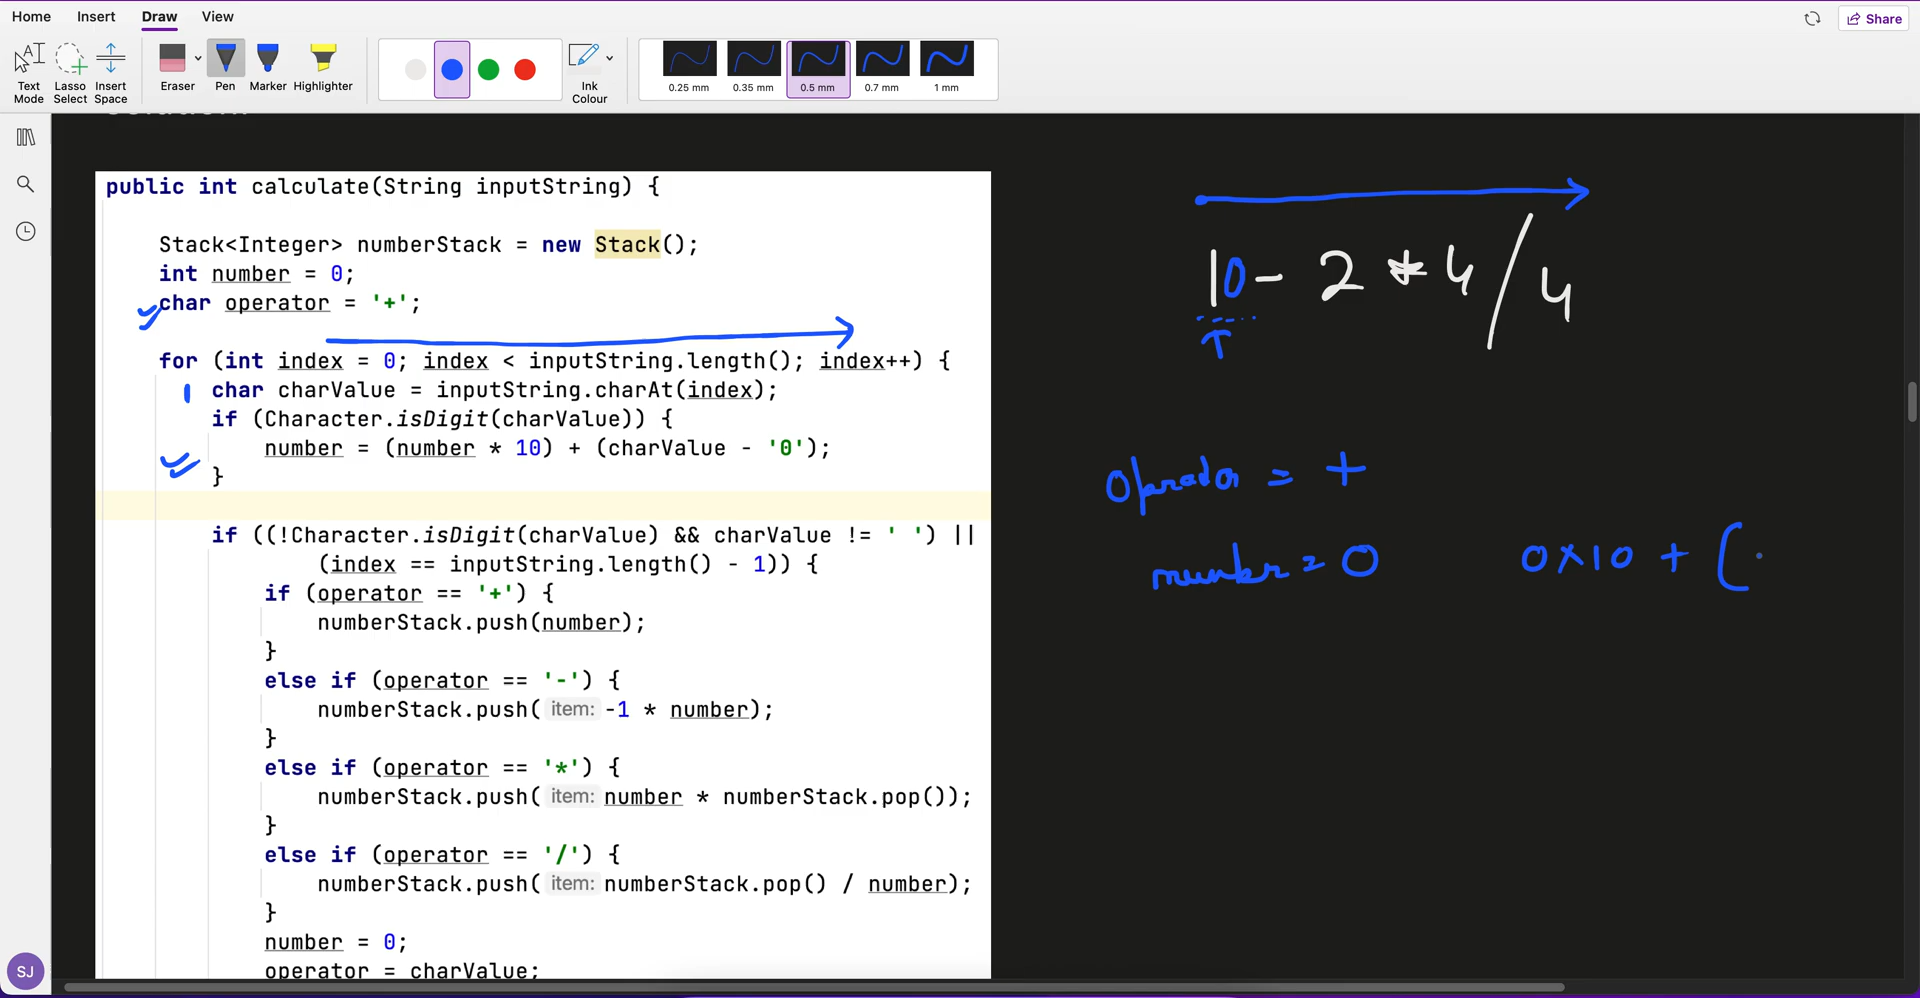 Home Insert Draw View
Share
Text Mode
Lasso Select
Insert Space
Eraser
Pen
Marker
Highlighter
Ink Colour
0.25 mm
0.35 mm
0.5 mm
0.7 mm
1 mm
public int calculate(String inputString) {
Stack<Integer> numberStack = new Stack();
int number = 0;
char operator = '+';
for (int index = 0; index < inputString.length(); index++) {
char charValue = inputString.charAt(index);
if (Character.isDigit(charValue)) {
number = (number * 10) + (charValue - '0');
}
if ((!Character.isDigit(charValue) && charValue != ' ') ||
(index == inputString.length() - 1)) {
if (operator == '+') {
numberStack.push(number);
}
else if (operator == '-') {
numberStack.push( item: -1 * number);
}
else if (operator == '*') {
numberStack.push( item: number * numberStack.pop());
}
else if (operator == '/') {
numberStack.push( item: numberStack.pop() / number);
}
number = 0;
operator = charValue;
SJ
10 - 2 * 4 / 4
Operator = +
number = 0 0 x 10 + (